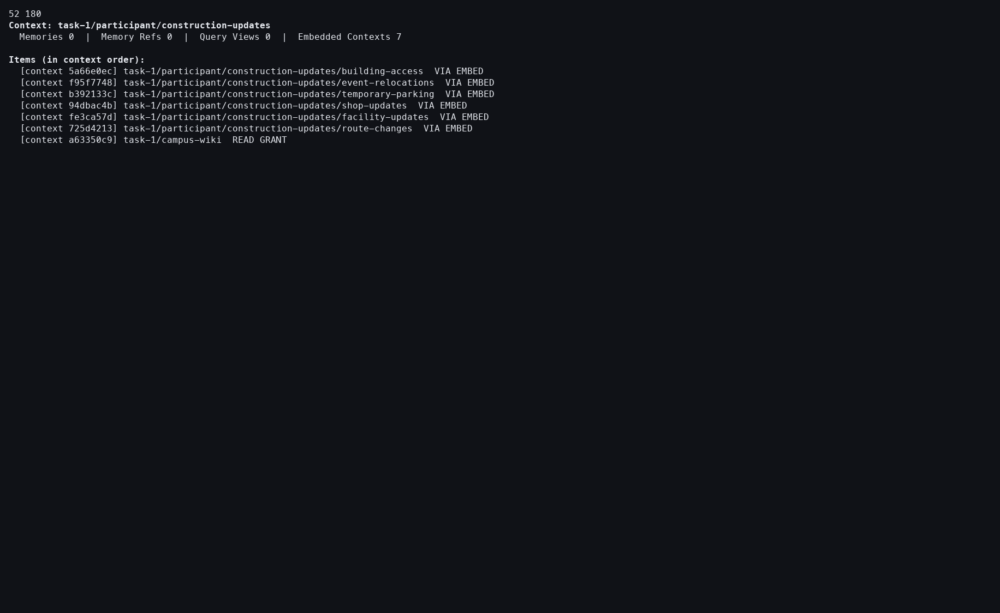 52 180
Context: task-1/participant/construction-updates
  Memories 0  |  Memory Refs 0  |  Query Views 0  |  Embedded Contexts 7

Items (in context order):
  [context 5a66e0ec] task-1/participant/construction-updates/building-access  VIA EMBED
  [context f95f7748] task-1/participant/construction-updates/event-relocations  VIA EMBED
  [context b392133c] task-1/participant/construction-updates/temporary-parking  VIA EMBED
  [context 94dbac4b] task-1/participant/construction-updates/shop-updates  VIA EMBED
  [context fe3ca57d] task-1/participant/construction-updates/facility-updates  VIA EMBED
  [context 725d4213] task-1/participant/construction-updates/route-changes  VIA EMBED
  [context a63350c9] task-1/campus-wiki  READ GRANT